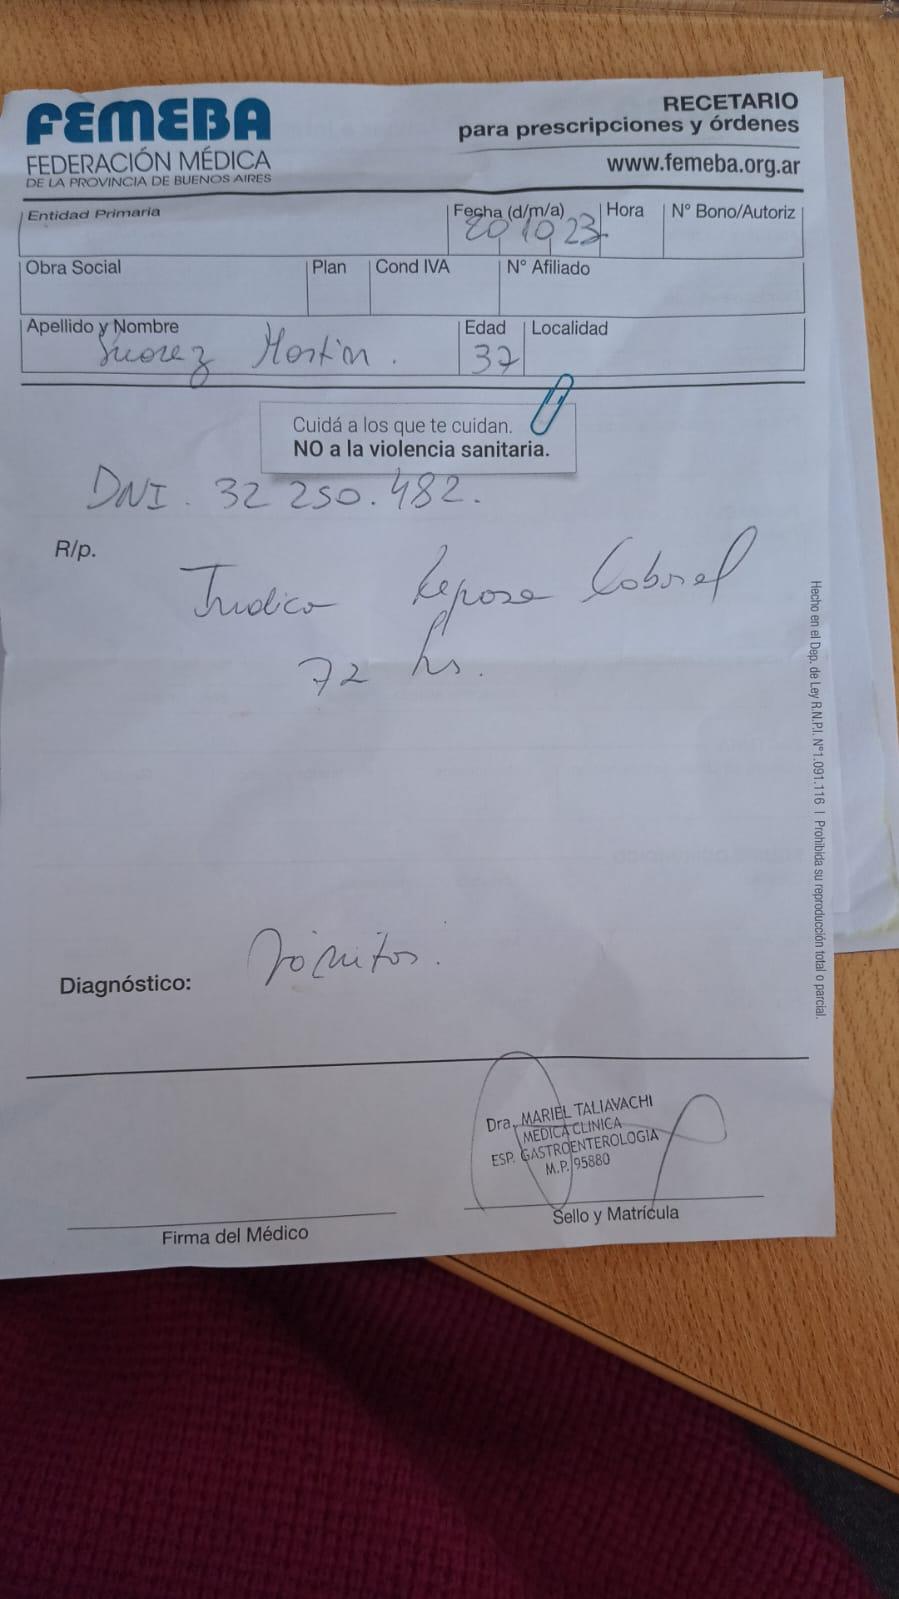 FEMEBA
FEDERACIÓN MÉDICA
DE LA PROVINCIA DE BUENOS AIRES
RECETARIO
para prescripciones y órdenes
www.femeba.org.ar
Entidad Primaria
Fecha (d/m/a) 20 10 23
Hora
N° Bono/Autoriz
Obra Social
Plan
Cond IVA
N° Afiliado
Apellido y Nombre Suarez Martin.
Edad 37
Localidad
Cuidá a los que te cuidan.
NO a la violencia sanitaria.
DNI. 32 250.482.
R/p.
Indico Reposo Laboral
72 hs.
Diagnóstico: Vómitos.
Dra. MARIEL TALIAVACHI
MEDICA CLINICA
ESP. GASTROENTEROLOGIA
M.P. 95880
Firma del Médico
Sello y Matrícula
Hecho en el Dep. de Ley R.N.P.I. N°1.091.116 | Prohibida su reproducción total o parcial.